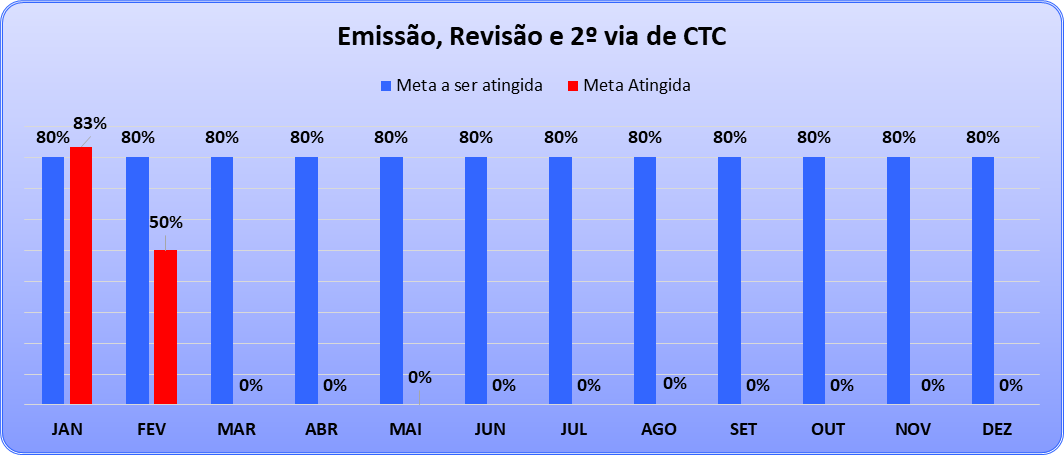 Emissão, Revisão e 2º via de CTC
Meta a ser atingida Meta Atingida
80% 83% 80% 80% 80% 80% 80% 80% 80% 80% 80% 80% 80%
50%
0% 0% 0% 0% 0% 0% 0% 0% 0% 0%
JAN FEV MAR ABR MAI JUN JUL AGO SET OUT NOV DEZ